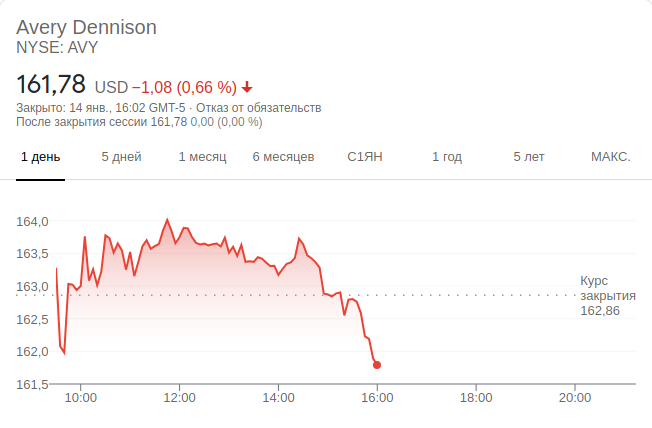 Avery Dennison
NYSE: AVY
161,78 USD −1,08 (0,66 %)
Закрыто: 14 янв., 16:02 GMT-5 · Отказ от обязательств
После закрытия сессии 161,78 0,00 (0,00 %)
1 день 5 дней 1 месяц 6 месяцев С1ЯН 1 год 5 лет МАКС.
164,0
163,5
163,0
162,5
162,0
161,5
Курс
закрытия
162,86
10:00 12:00 14:00 16:00 18:00 20:00